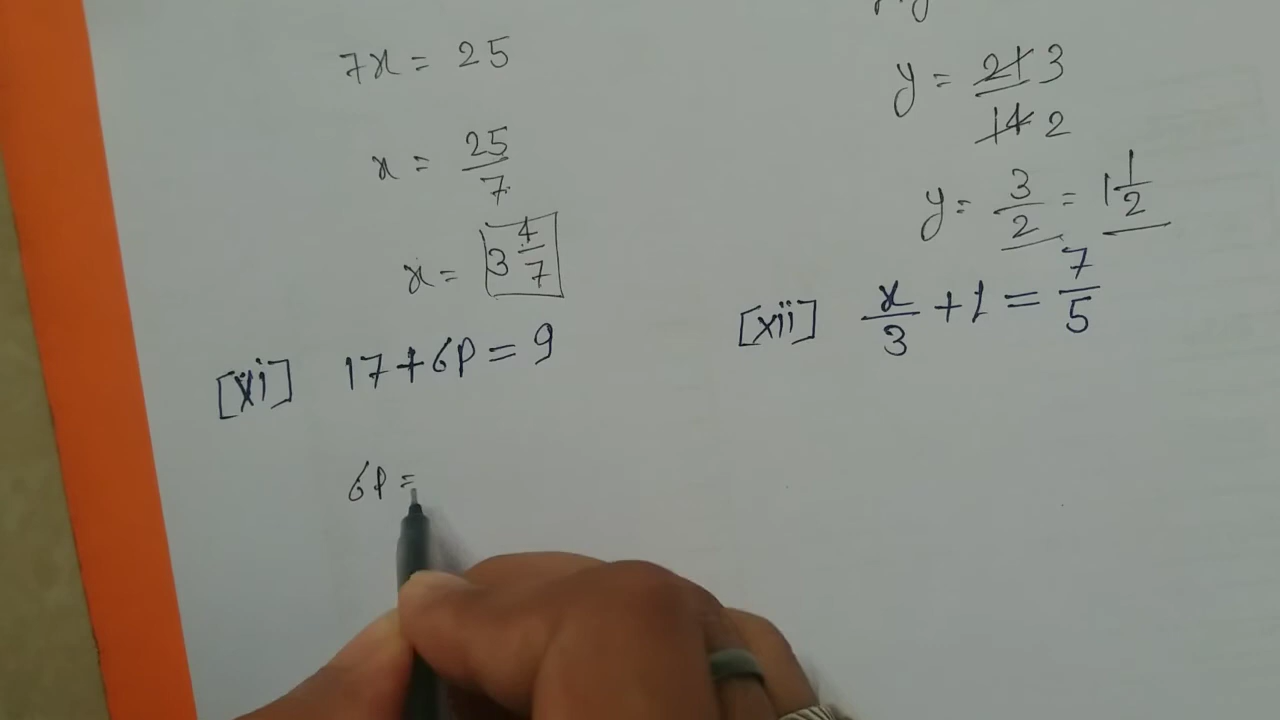 7x = 25
x = 25/7
x = 3 4/7
[xi] 17+6p = 9
6p =
y = 21/14 3/2
y = 3/2 = 1 1/2
[xii] x/3 + 1 = 7/5